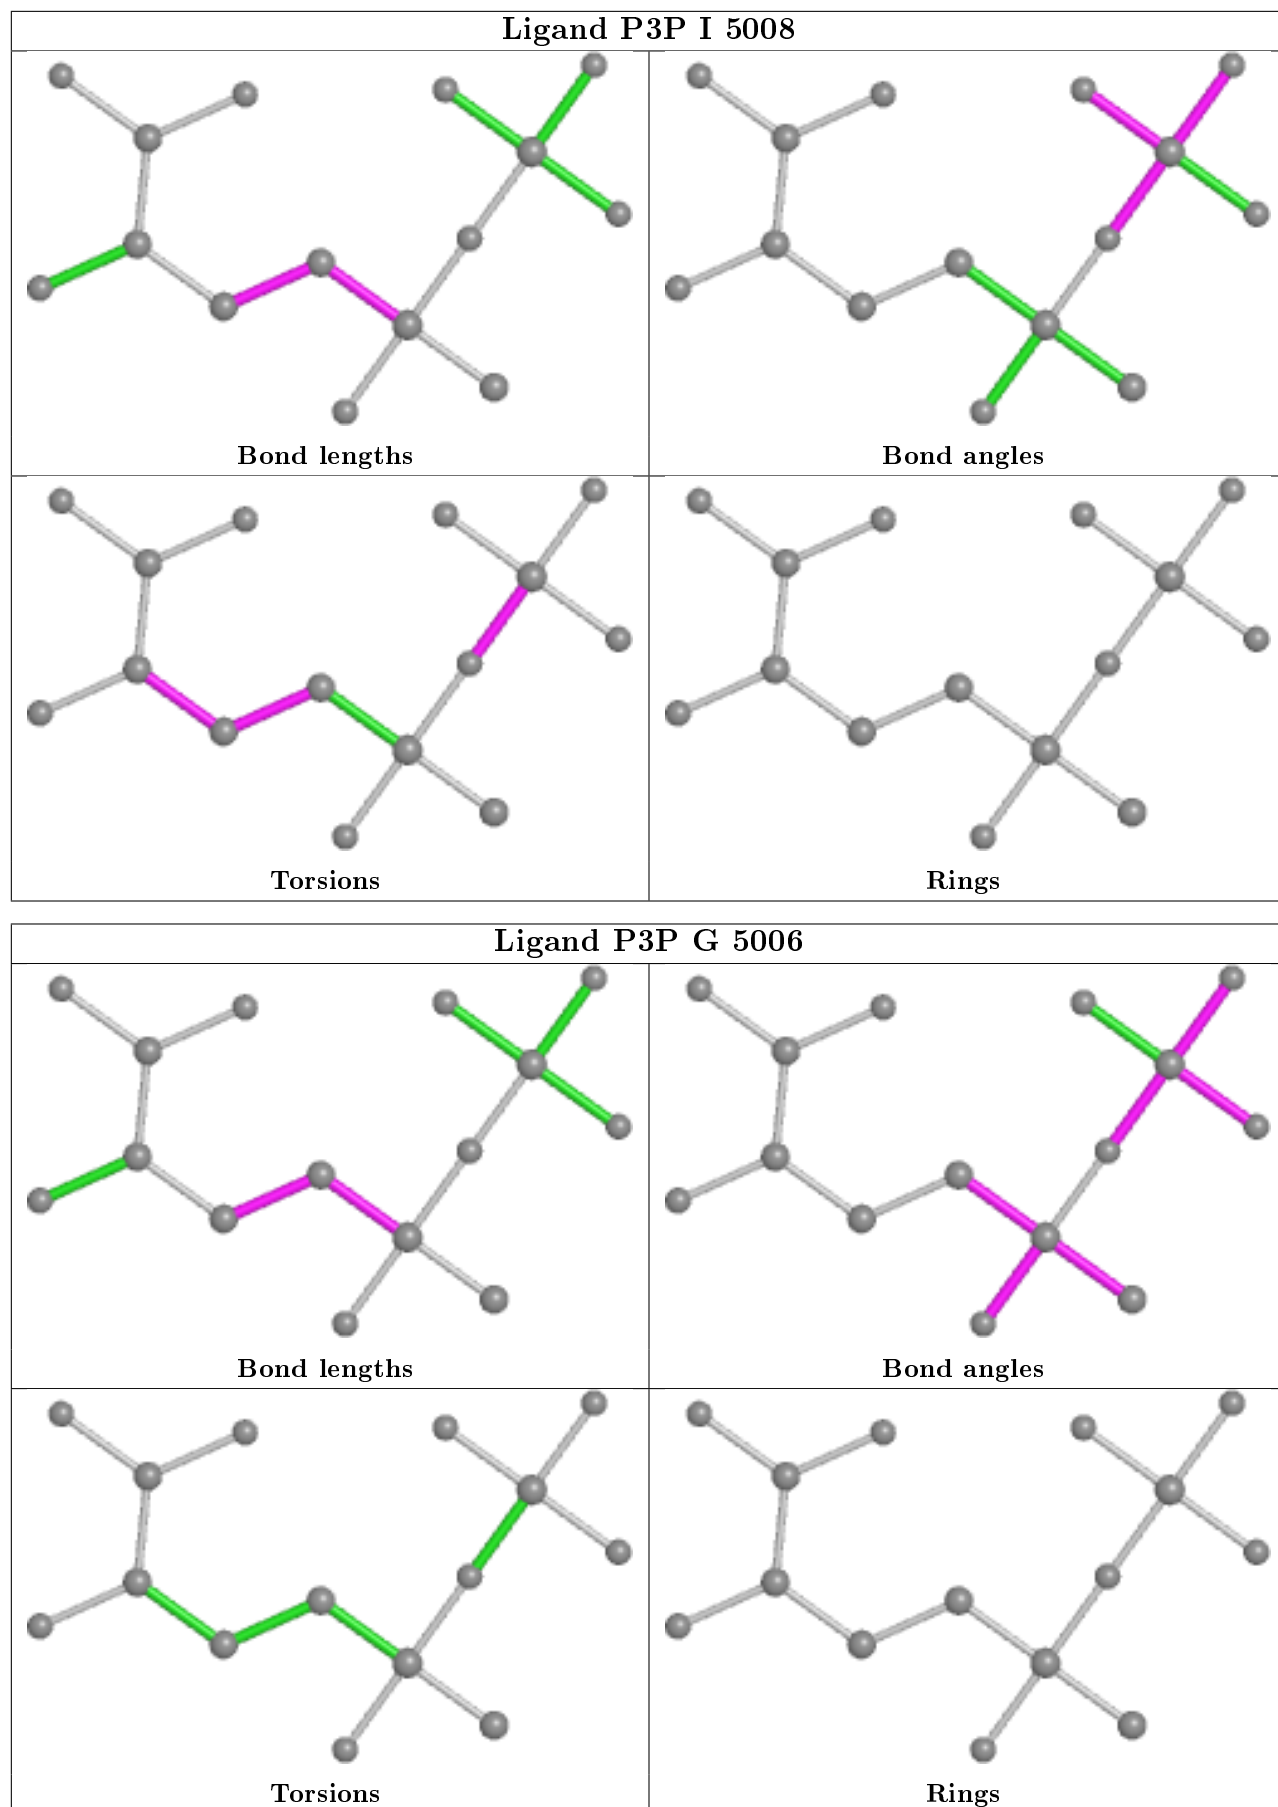 Ligand P3P I 5008
Bond lengths
Bond angles
Torsions
Rings
Ligand P3P G 5006
Bond lengths
Bond angles
Torsions
Rings